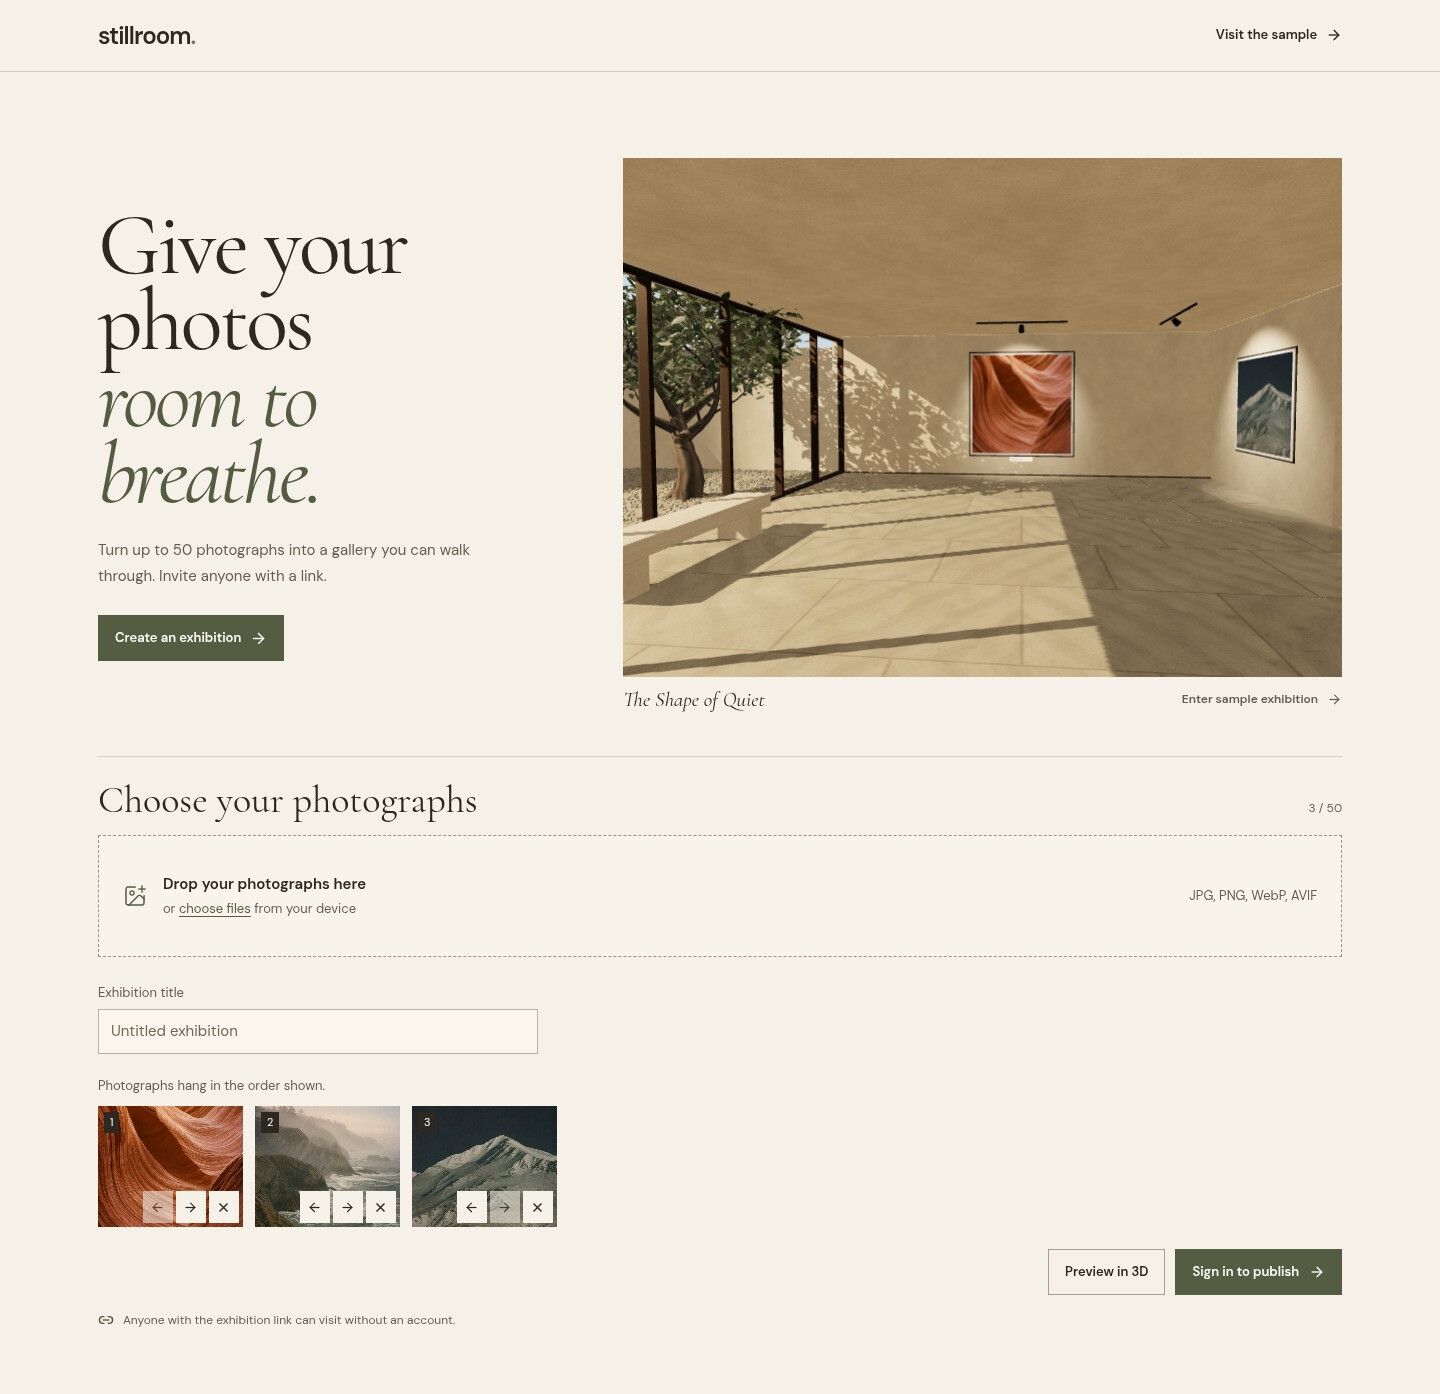 stillroom.
Visit the sample
Give your
photos
room to
breathe.
Turn up to 50 photographs into a gallery you can walk
through. Invite anyone with a link.
Create an exhibition
The Shape of Quiet
Enter sample exhibition
Choose your photographs
3 / 50
Drop your photographs here
or choose files from your device
JPG, PNG, WebP, AVIF
Exhibition title
Untitled exhibition
Photographs hang in the order shown.
1
2
3
Preview in 3D
Sign in to publish
Anyone with the exhibition link can visit without an account.